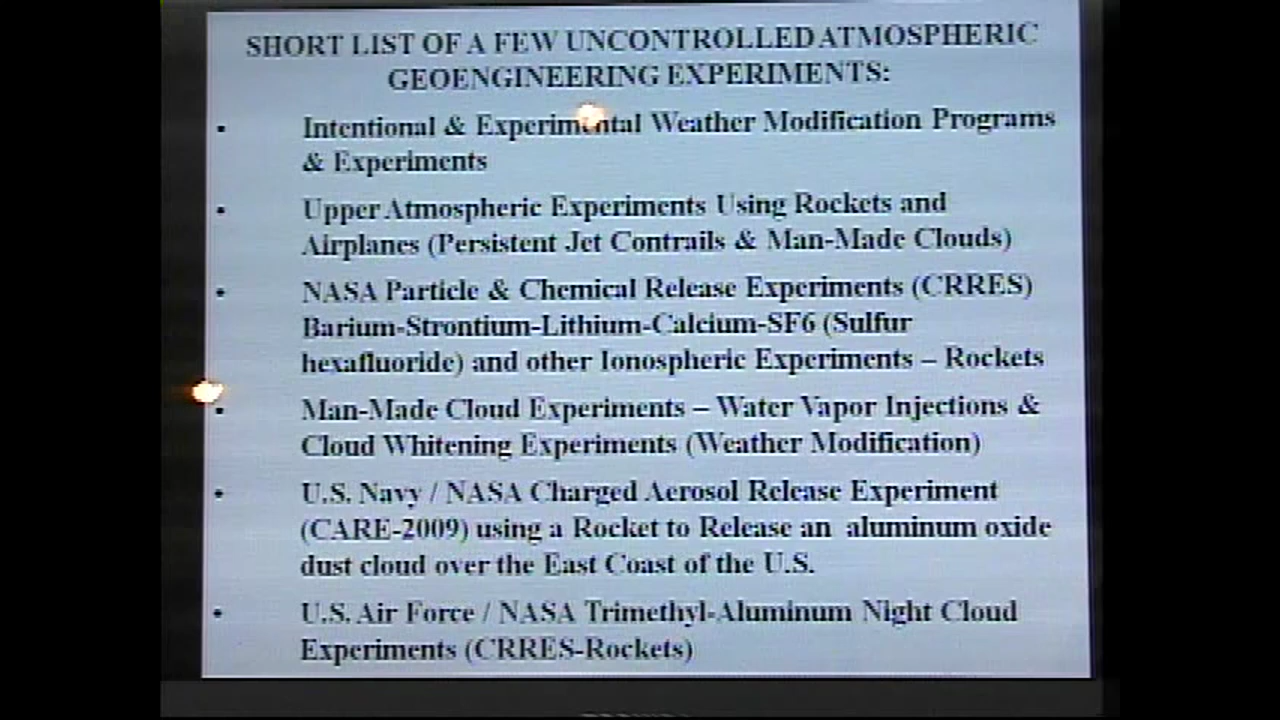 SHORT LIST OF A FEW UNCONTROLLED ATMOSPHERIC
GEOENGINEERING EXPERIMENTS:
• Intentional & Experimental Weather Modification Programs
& Experiments
• Upper Atmospheric Experiments Using Rockets and
Airplanes (Persistent Jet Contrails & Man-Made Clouds)
• NASA Particle & Chemical Release Experiments (CRRES)
Barium-Strontium-Lithium-Calcium-SF6 (Sulfur
hexafluoride) and other Ionospheric Experiments – Rockets
• Man-Made Cloud Experiments – Water Vapor Injections &
Cloud Whitening Experiments (Weather Modification)
• U.S. Navy / NASA Charged Aerosol Release Experiment
(CARE-2009) using a Rocket to Release an aluminum oxide
dust cloud over the East Coast of the U.S.
• U.S. Air Force / NASA Trimethyl-Aluminum Night Cloud
Experiments (CRRES-Rockets)